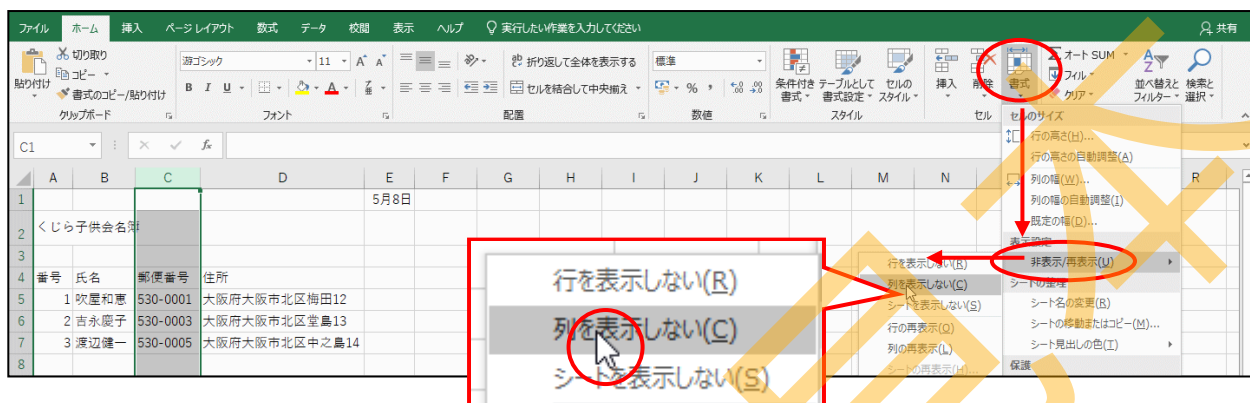 ファイル ホーム 挿入 ページ レイアウト 数式 データ 校閲 表示 ヘルプ 実行したい作業を入力してください 共有
切り取り
コピー
書式のコピー/貼り付け
貼り付け
クリップボード
游ゴシック 11
B I U
フォント
折り返して全体を表示する
セルを結合して中央揃え
配置
標準
% ,
数値
条件付き書式
テーブルとして書式設定
セルのスタイル
スタイル
挿入 削除 書式
セル
オート SUM
フィル
クリア
並べ替えとフィルター
検索と選択
C1 fx
A B C D E F G H I J K L M N R
1 5月8日
2 くじら子供会名簿
3
4 番号 氏名 郵便番号 住所
5 1 吹屋和恵 530-0001 大阪府大阪市北区梅田12
6 2 吉永慶子 530-0003 大阪府大阪市北区堂島13
7 3 渡辺健一 530-0005 大阪府大阪市北区中之島14
8
セルのサイズ
行の高さ(H)...
行の高さの自動調整(A)
列の幅(W)...
列の幅の自動調整(I)
既定の幅(D)...
表示設定
非表示/再表示(U)
シートの整理
シート名の変更(R)
シートの移動またはコピー(M)...
シート見出しの色(T)
保護
行を表示しない(R)
列を表示しない(C)
シートを表示しない(S)
行の再表示(O)
列の再表示(L)
シートの再表示(H)...
行を表示しない(R)
列を表示しない(C)
シートを表示しない(S)